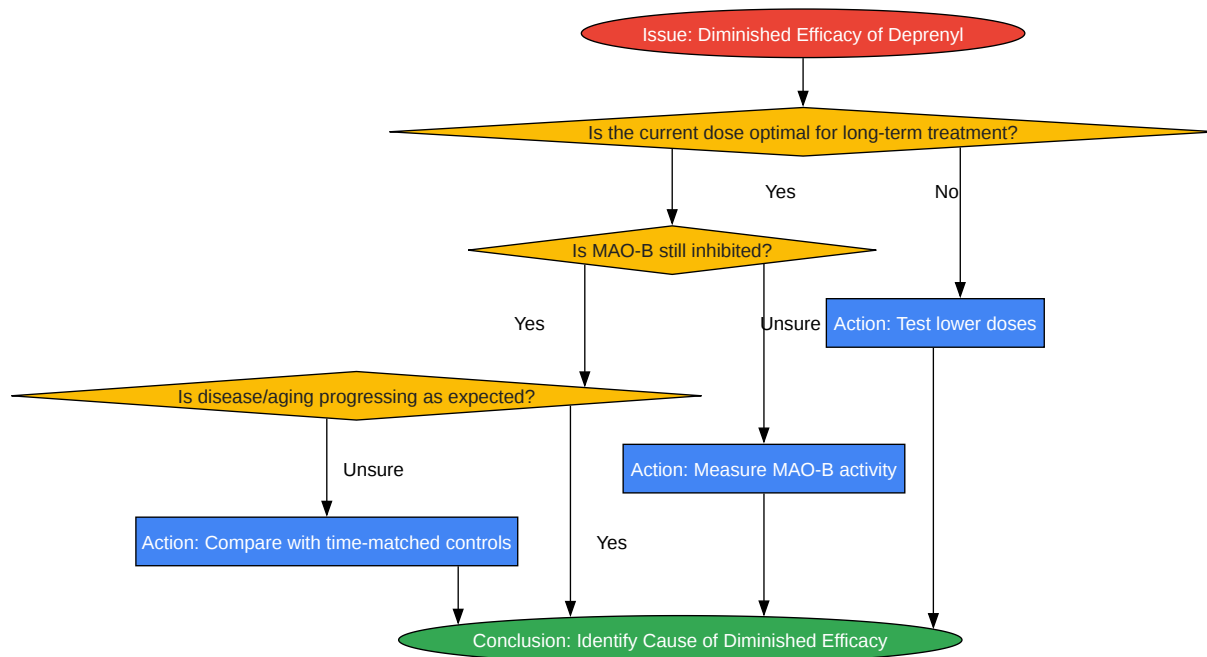 Issue: Diminished Efficacy of Deprenyl
Is the current dose optimal for long-term treatment?
Yes
No
Is MAO-B still inhibited?
Yes
Unsure
Action: Test lower doses
Is disease/aging progressing as expected?
Unsure
Action: Measure MAO-B activity
Action: Compare with time-matched controls
Yes
Conclusion: Identify Cause of Diminished Efficacy